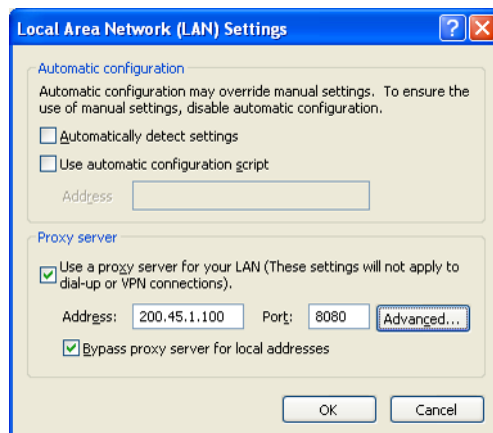 Local Area Network (LAN) Settings
Automatic configuration
Automatic configuration may override manual settings. To ensure the
use of manual settings, disable automatic configuration.
Automatically detect settings
Use automatic configuration script
Address
Proxy server
Use a proxy server for your LAN (These settings will not apply to
dial-up or VPN connections).
Address: 200.45.1.100 Port: 8080 Advanced...
Bypass proxy server for local addresses
OK Cancel